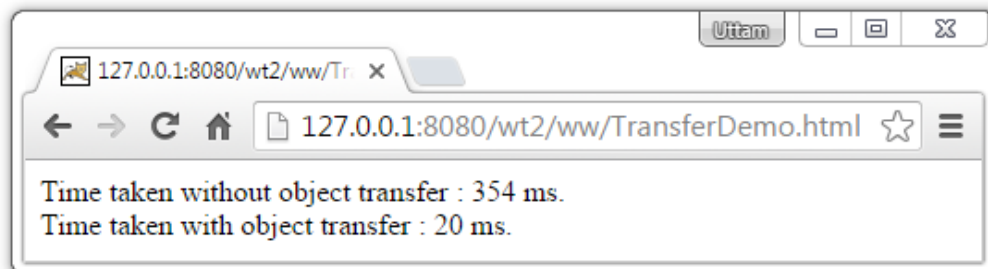 Uttam
127.0.0.1:8080/wt2/ww/Tr
127.0.0.1:8080/wt2/ww/TransferDemo.html
Time taken without object transfer : 354 ms.
Time taken with object transfer : 20 ms.